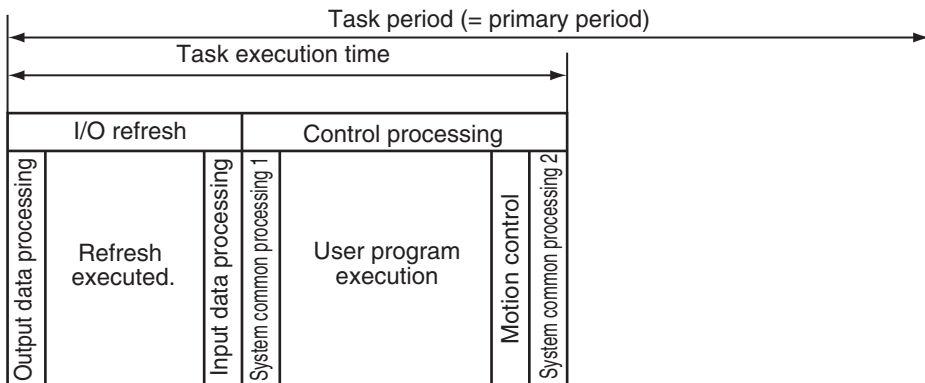 Task period (= primary period)
Task execution time
I/O refresh
Control processing
Output data processing
Refresh
executed.
Input data processing
System common processing 1
User program
execution
Motion control
System common processing 2